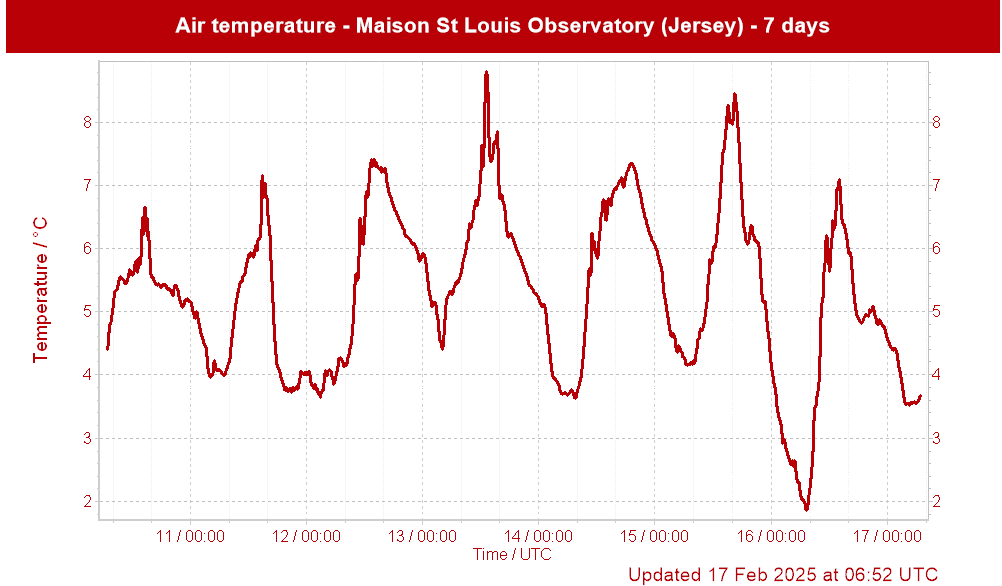 Air temperature - Maison St Louis Observatory (Jersey) - 7 days
Temperature / °C
8
7
6
5
4
3
2
8
7
6
5
4
3
2
11 / 00:00 12 / 00:00 13 / 00:00 14 / 00:00 15 / 00:00 16 / 00:00 17 / 00:00
Time / UTC
Updated 17 Feb 2025 at 06:52 UTC